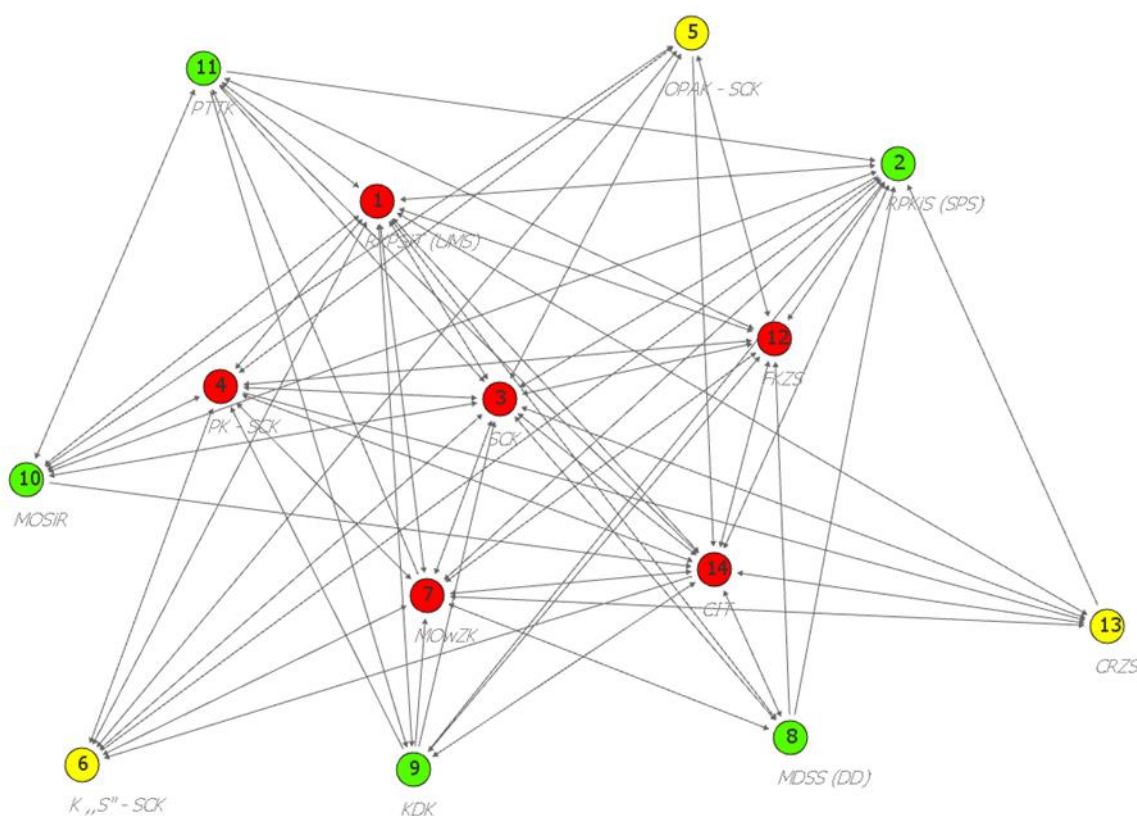 5
OPAK - SCK
11
PTTK
2
RPKIS (SPS)
1
(UMS)
12
FKZS
4
PK - SCK
3
SCK
10
MOSIR
14
CIT
7
MOwZK
13
CRZS
8
MDSS (DD)
6
K ,,S" - SCK
9
KDK